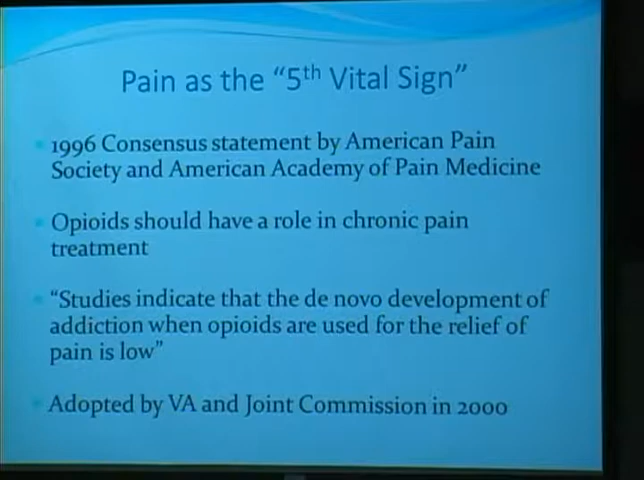 Pain as the “5th Vital Sign”
1996 Consensus statement by American Pain
Society and American Academy of Pain Medicine
Opioids should have a role in chronic pain
treatment
“Studies indicate that the de novo development of
addiction when opioids are used for the relief of
pain is low”
Adopted by VA and Joint Commission in 2000